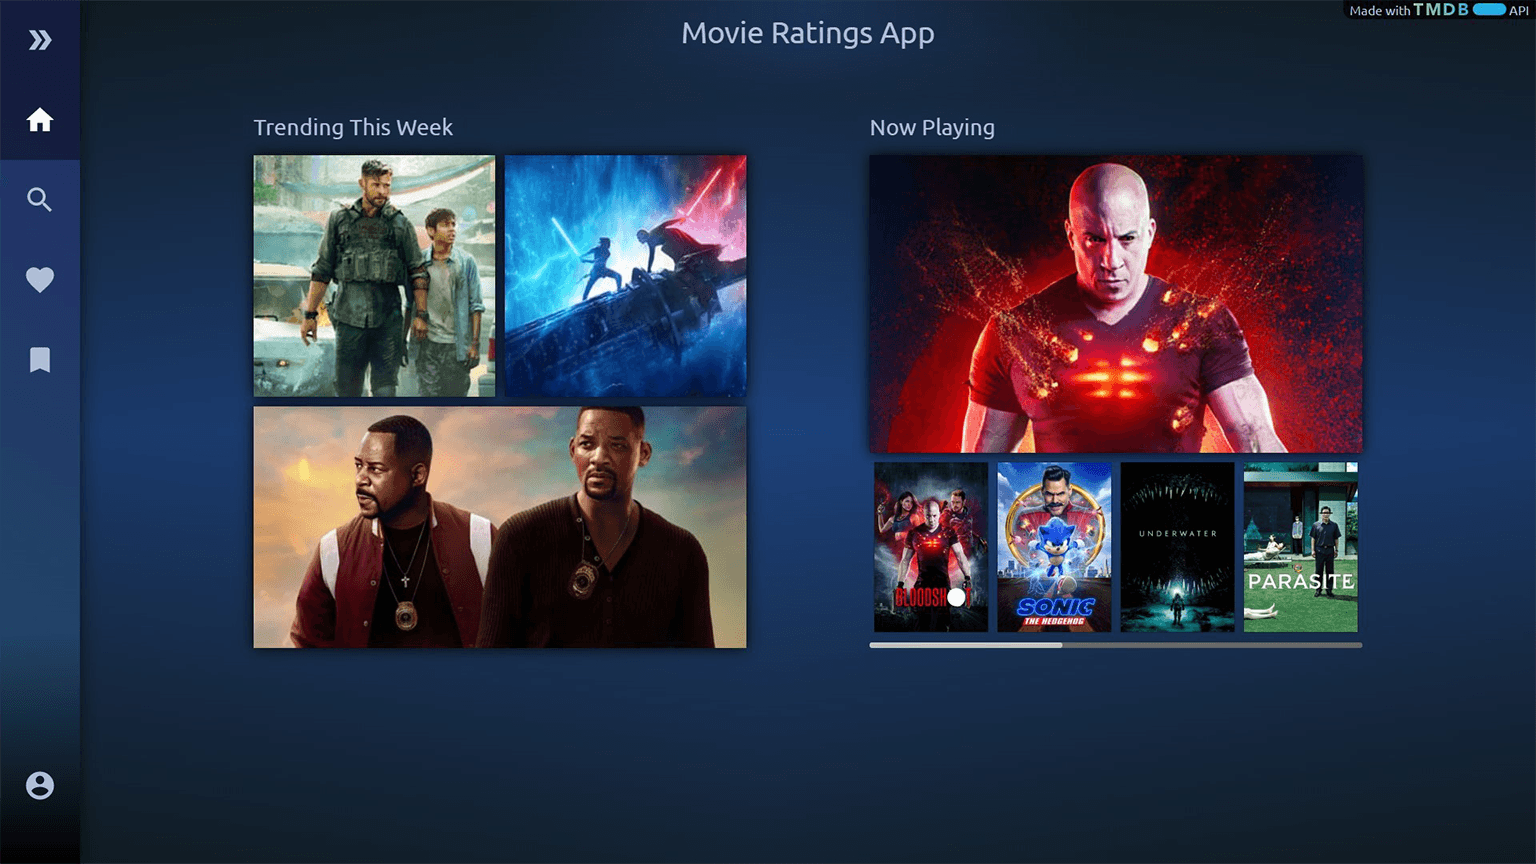 Made with TMDB API
Movie Ratings App
Trending This Week
Now Playing
BLOODSHOT
SONIC
THE HEDGEHOG
UNDERWATER
PARASITE